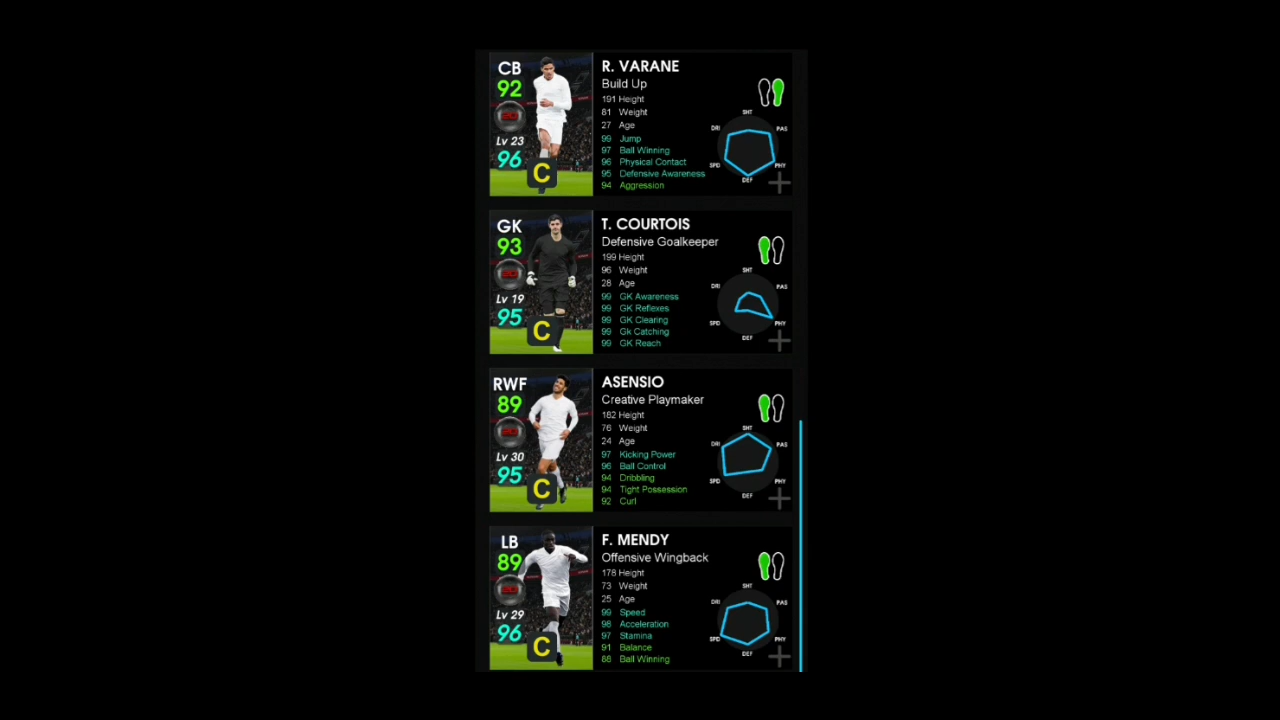 CB
92
Lv 23
96
C
R. VARANE
Build Up
191 Height
81 Weight
27 Age
99 Jump
97 Ball Winning
96 Physical Contact
95 Defensive Awareness
94 Aggression
SHT
DRI PAS
SPD PHY
DEF
GK
93
Lv 19
95
C
T. COURTOIS
Defensive Goalkeeper
199 Height
96 Weight
28 Age
99 GK Awareness
99 GK Reflexes
99 GK Clearing
99 Gk Catching
99 GK Reach
SHT
DRI PAS
SPD PHY
DEF
RWF
89
Lv 30
95
C
ASENSIO
Creative Playmaker
182 Height
76 Weight
24 Age
97 Kicking Power
96 Ball Control
94 Dribbling
94 Tight Possession
92 Curl
SHT
DRI PAS
SPD PHY
DEF
LB
89
Lv 29
96
C
F. MENDY
Offensive Wingback
178 Height
73 Weight
25 Age
99 Speed
98 Acceleration
97 Stamina
91 Balance
88 Ball Winning
SHT
DRI PAS
SPD PHY
DEF